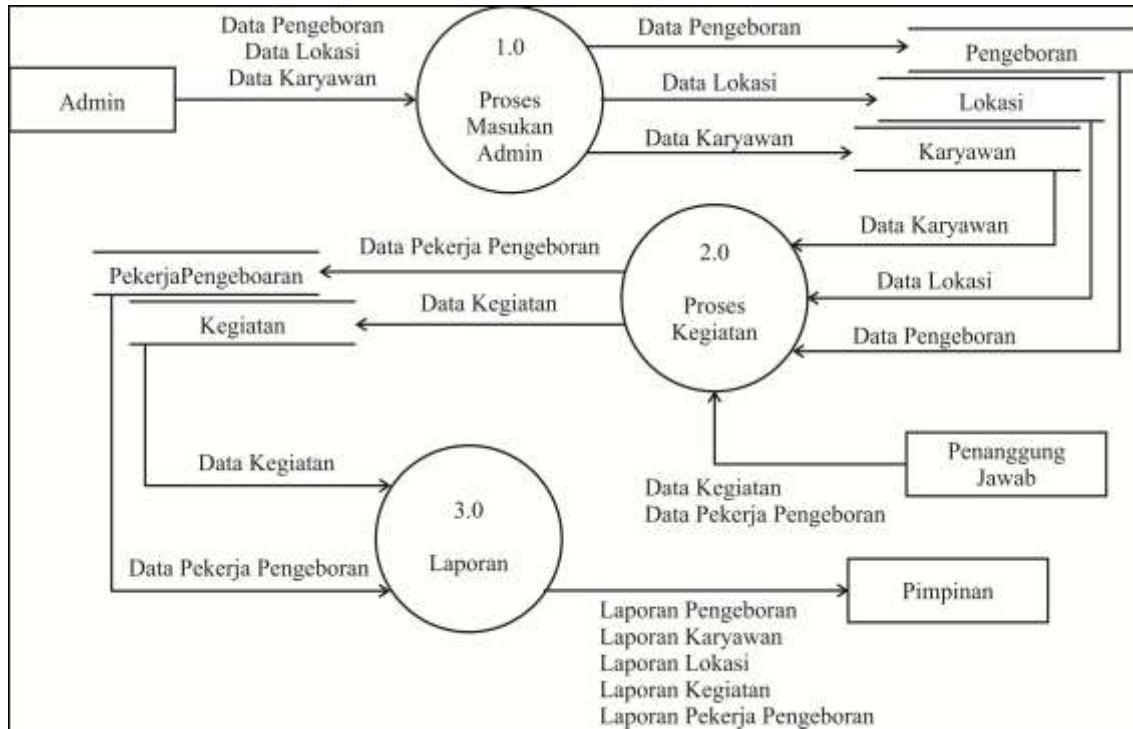 Data Pengeboran
Data Lokasi
Data Karyawan
Admin
1.0
Proses
Masukan
Admin
Data Pengeboran
Pengeboran
Data Lokasi
Lokasi
Data Karyawan
Karyawan
Data Karyawan
Data Lokasi
Data Pengeboran
2.0
Proses
Kegiatan
Data Pekerja Pengeboran
PekerjaPengeboaran
Data Kegiatan
Kegiatan
Penanggung
Jawab
Data Kegiatan
Data Pekerja Pengeboran
Data Kegiatan
Data Pekerja Pengeboran
3.0
Laporan
Pimpinan
Laporan Pengeboran
Laporan Karyawan
Laporan Lokasi
Laporan Kegiatan
Laporan Pekerja Pengeboran